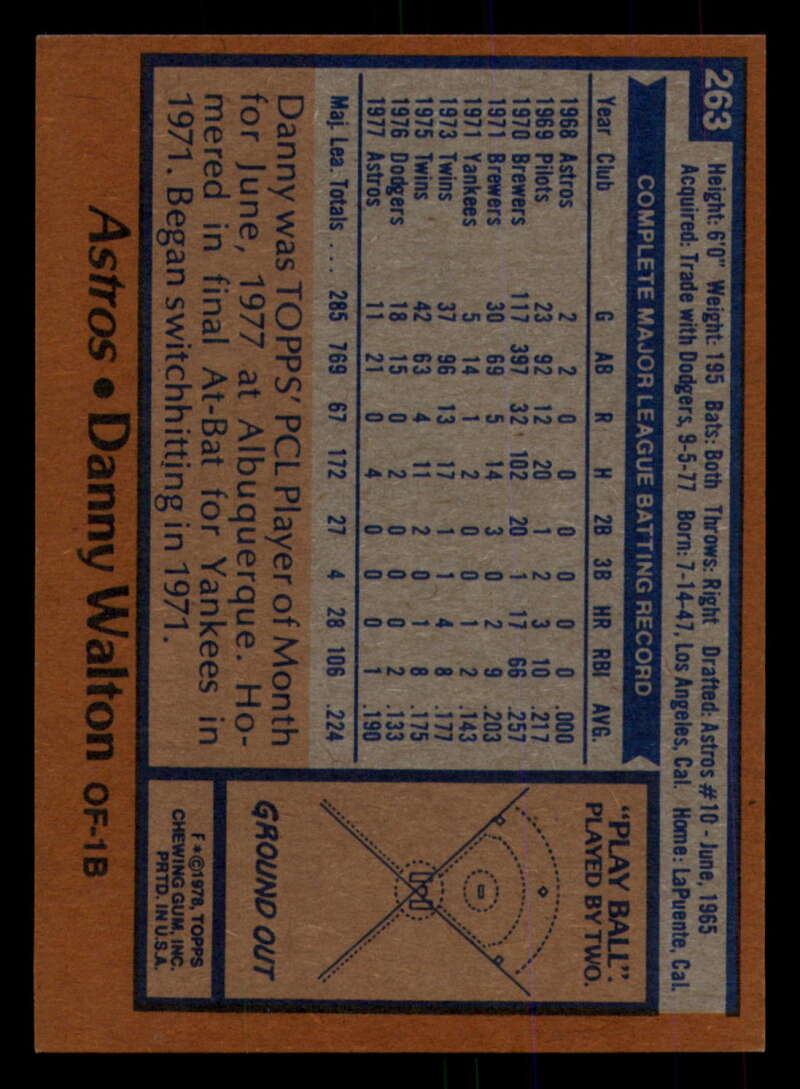 263
Height: 6'0" Weight: 195 Bats: Both Throws: Right Drafted: Astros #10 - June, 1965
Acquired: Trade with Dodgers, 9-5-77 Born: 7-14-47, Los Angeles, Cal. Home: LaPuente, Cal.
COMPLETE MAJOR LEAGUE BATTING RECORD
Year Club G AB R H 2B 3B HR RBI AVG.
1968 Astros 2 2 0 0 0 0 0 0 .000
1969 Pilots 23 92 12 20 1 2 3 10 .217
1970 Brewers 117 397 32 102 20 1 17 66 .257
1971 Brewers 30 69 5 14 3 0 2 9 .203
1971 Yankees 5 14 1 2 0 0 1 2 .143
1973 Twins 37 96 13 17 1 1 4 8 .177
1975 Twins 42 63 4 11 2 0 1 8 .175
1976 Dodgers 18 15 0 2 0 0 0 2 .133
1977 Astros 11 21 0 4 0 0 0 1 .190
Maj. Lea. Totals . . . 285 769 67 172 27 4 28 106 .224
Danny was TOPPS' PCL Player of Month
for June, 1977 at Albuquerque. Ho-
mered in final At-Bat for Yankees in
1971. Began switchhitting in 1971.
"PLAY BALL":
PLAYED BY TWO.
GROUND OUT
F*©1978, TOPPS
CHEWING GUM, INC.
PRTD. IN U.S.A.
Astros • Danny Walton OF-1B